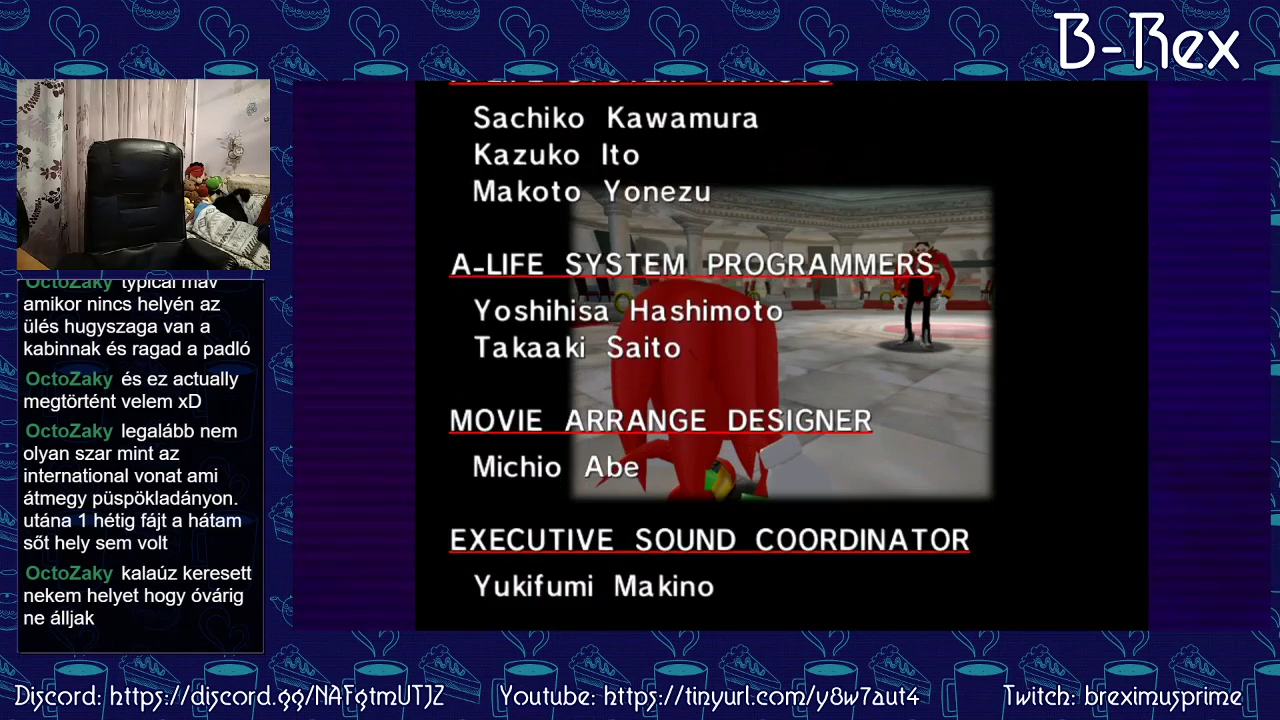 B-Rex
Sachiko Kawamura
Kazuko Ito
Makoto Yonezu
A-LIFE SYSTEM PROGRAMMERS
Yoshihisa Hashimoto
Takaaki Saito
MOVIE ARRANGE DESIGNER
Michio Abe
EXECUTIVE SOUND COORDINATOR
Yukifumi Makino
OctoZaky typical máv
amikor nincs helyén az
ülés hugyszaga van a
kabinnak és ragad a padló
OctoZaky és ez actually
megtörtént velem xD
OctoZaky legalább nem
olyan szar mint az
international vonat ami
átmegy püspökladányon.
utána 1 hétig fájt a hátam
sőt hely sem volt
OctoZaky kalaúz keresett
nekem helyet hogy óvárig
ne álljak
Discord: https://discord.gg/NAFgtmUTJZ
Youtube: https://tinyurl.com/y8w7aut4
Twitch: breximusprime